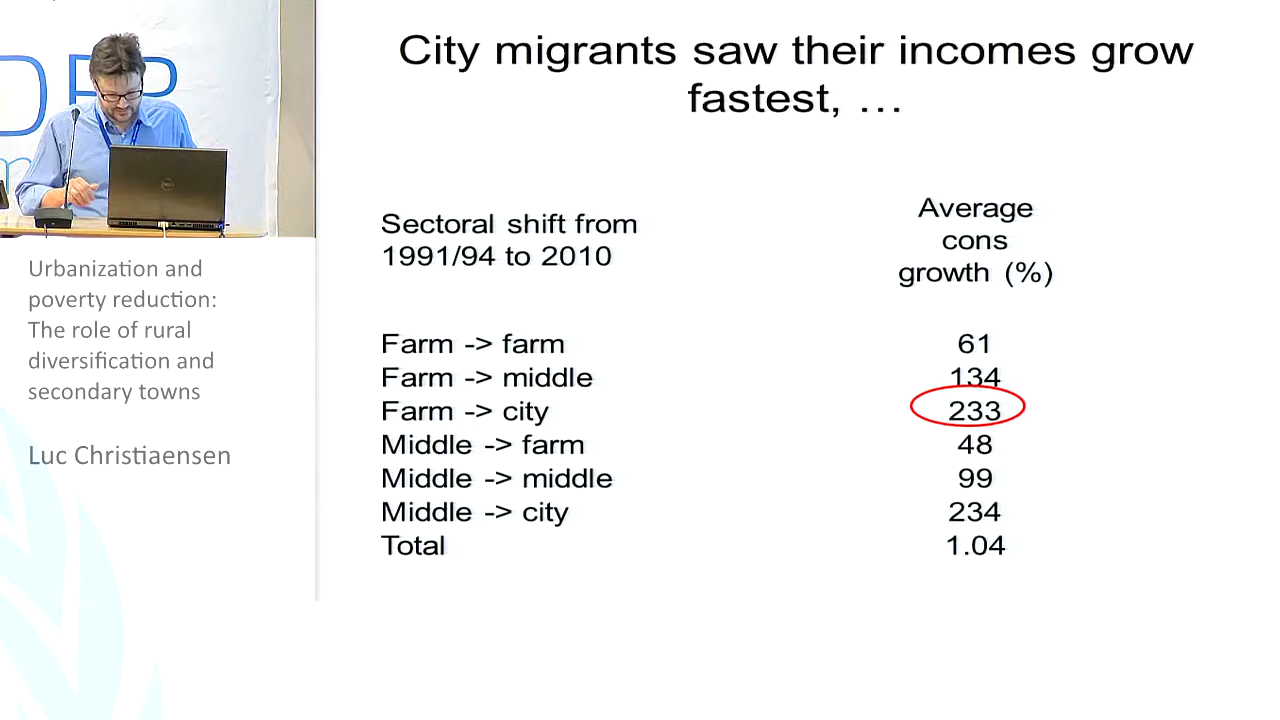 City migrants saw their incomes grow
fastest, …
Sectoral shift from
1991/94 to 2010
Average
cons
growth (%)
Farm -> farm 61
Farm -> middle 134
Farm -> city 233
Middle -> farm 48
Middle -> middle 99
Middle -> city 234
Total 1.04
Urbanization and
poverty reduction:
The role of rural
diversification and
secondary towns
Luc Christiaensen
DELL